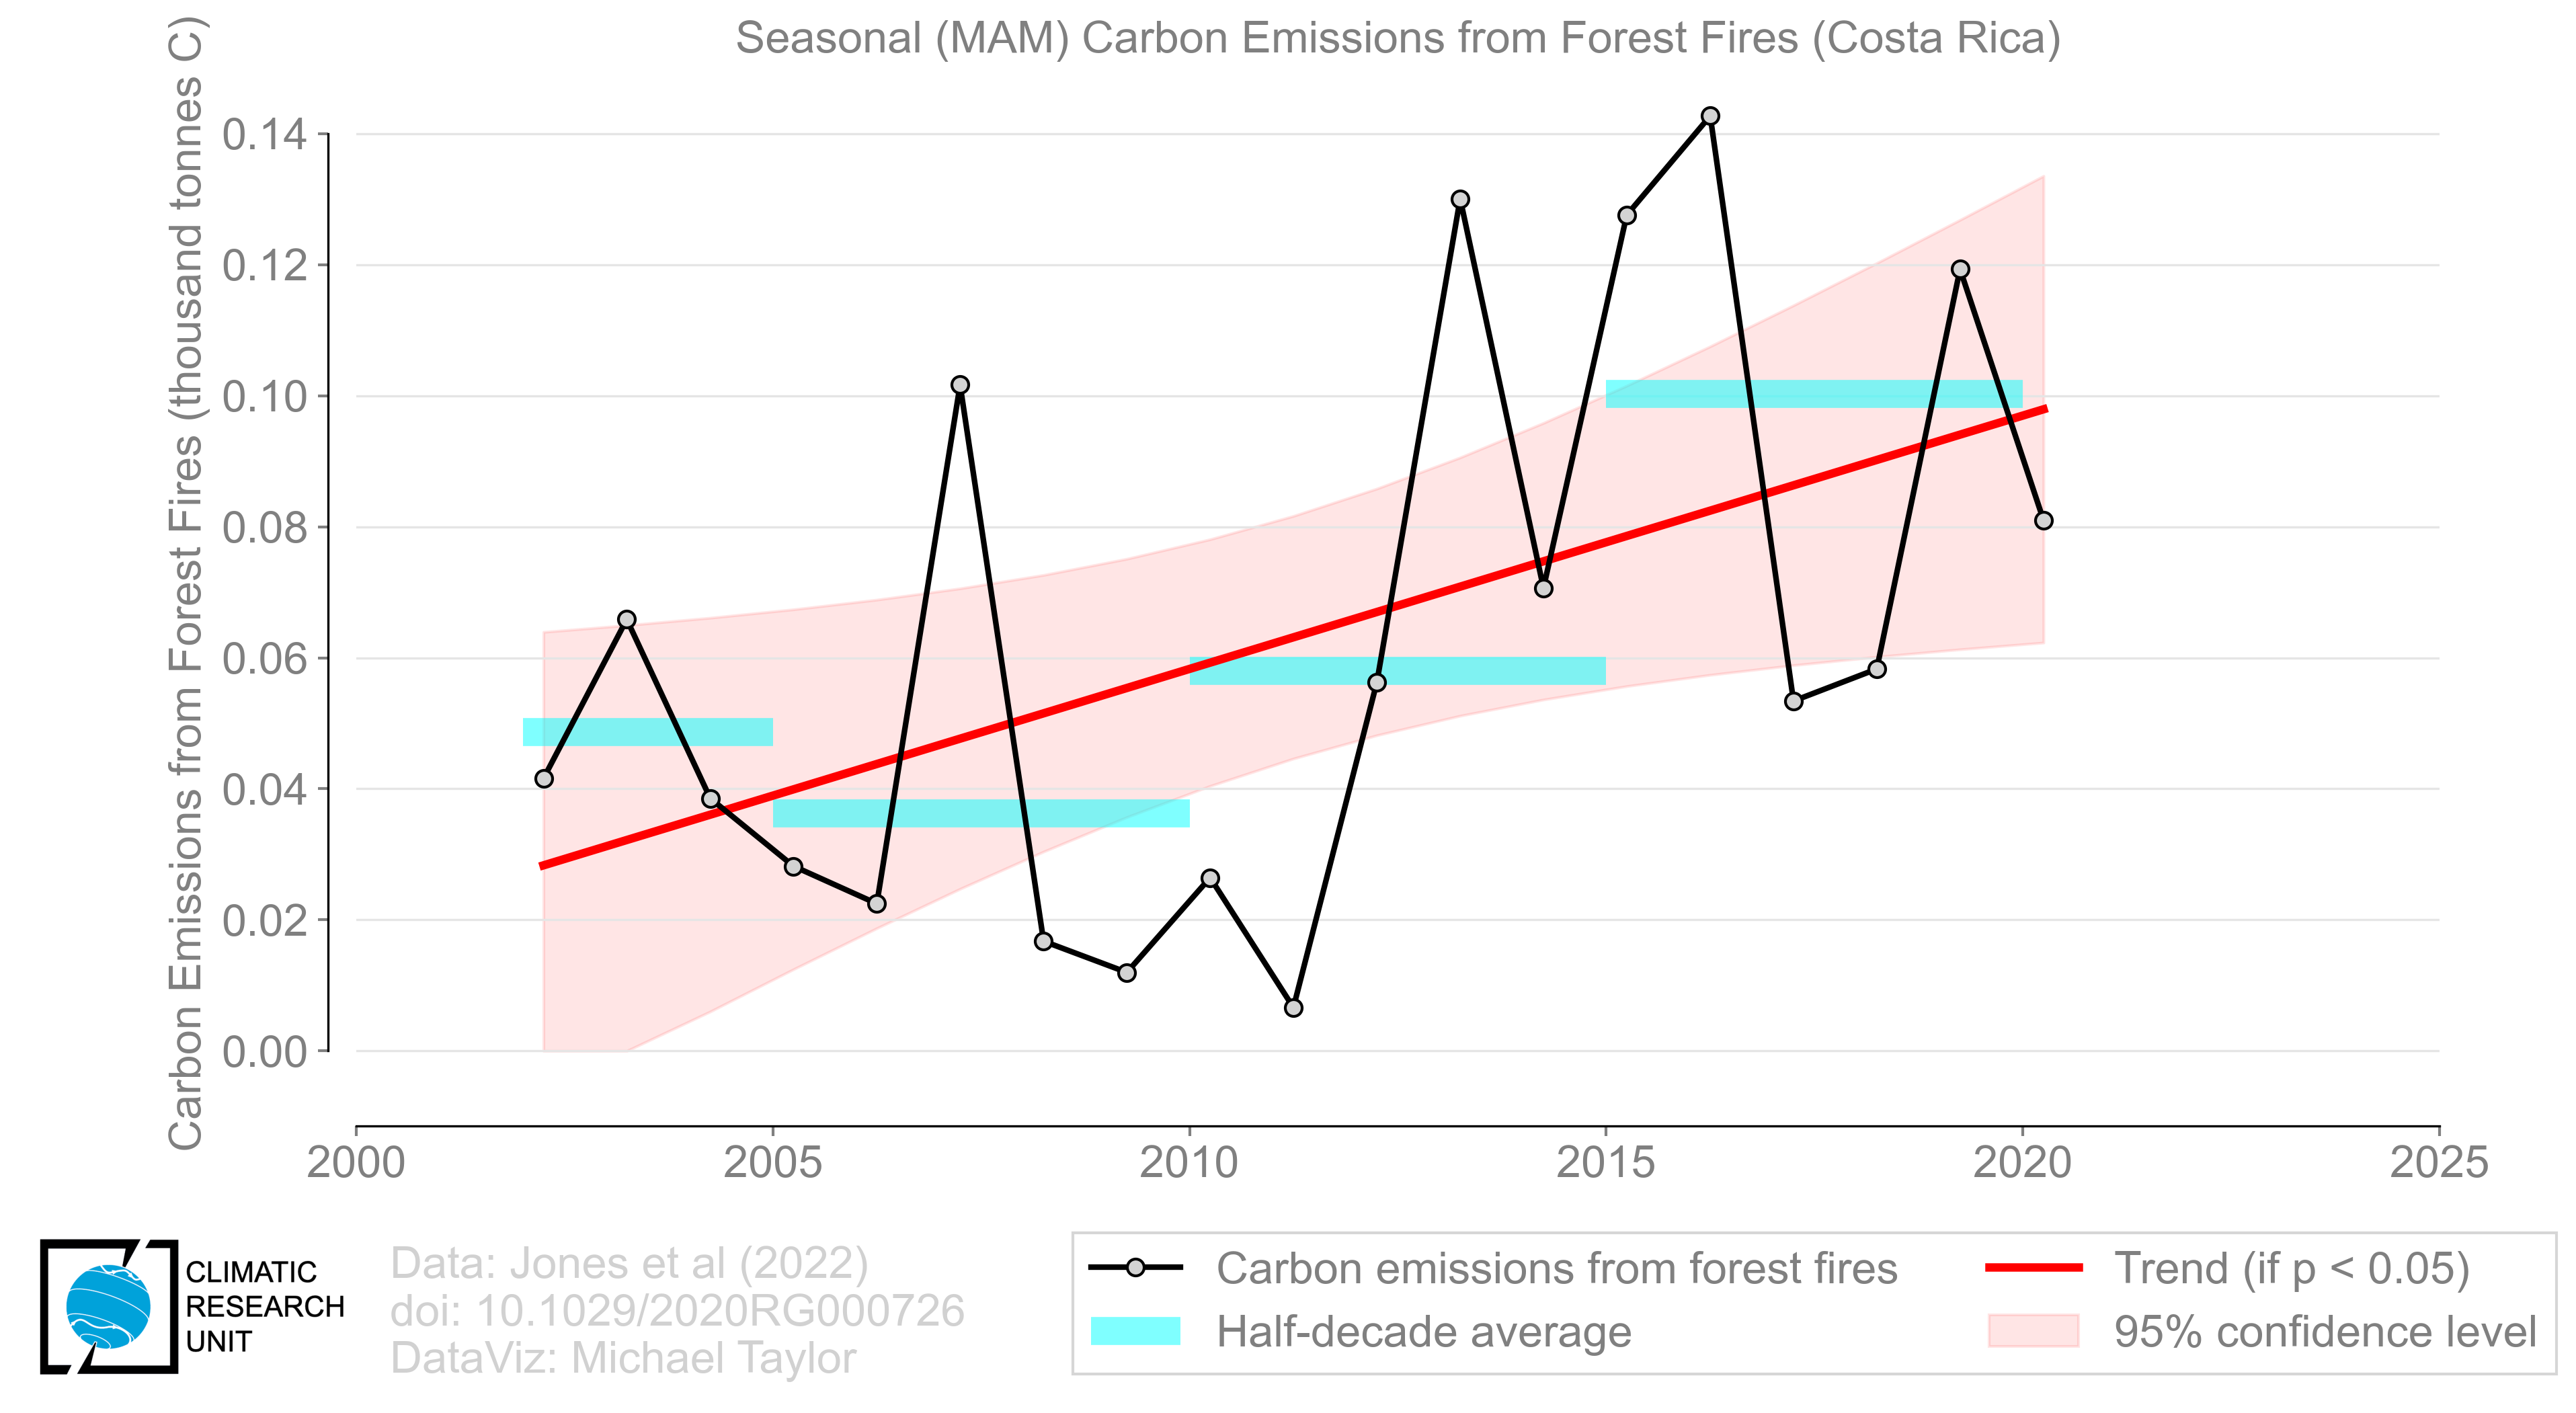 Seasonal (MAM) Carbon Emissions from Forest Fires (Costa Rica)
Carbon Emissions from Forest Fires (thousand tonnes C)
0.14
0.12
0.10
0.08
0.06
0.04
0.02
0.00
2000 2005 2010 2015 2020 2025
CLIMATIC
RESEARCH
UNIT
Data: Jones et al (2022)
doi: 10.1029/2020RG000726
DataViz: Michael Taylor
Carbon emissions from forest fires
Half-decade average
Trend (if p < 0.05)
95% confidence level